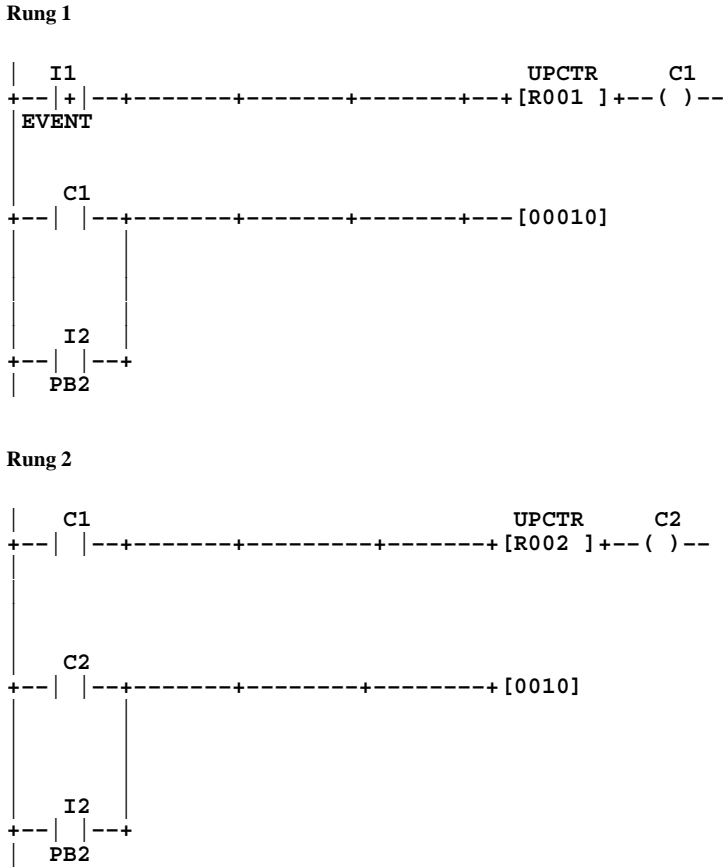 Rung 1
I1 UPCTR C1
|+| [R001 ] ( )
EVENT
C1
[00010]
I2
PB2
Rung 2
C1 UPCTR C2
[R002 ] ( )
C2
[0010]
I2
PB2